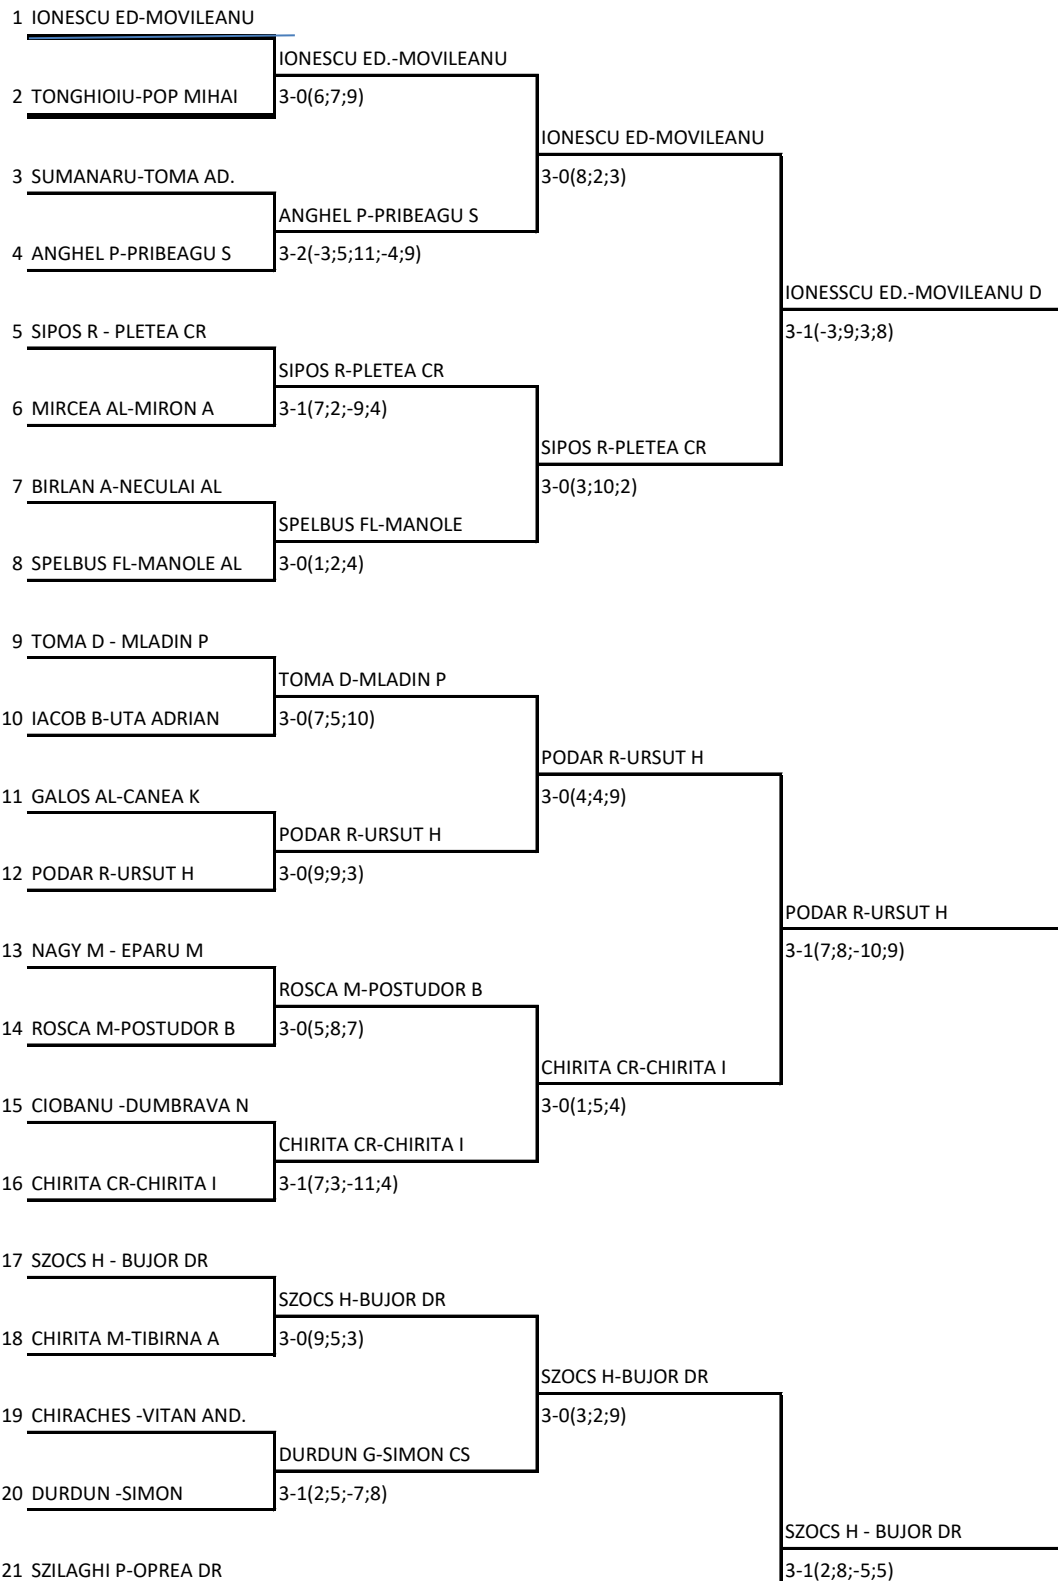 1 IONESCU ED-MOVILEANU
IONESCU ED.-MOVILEANU
2 TONGHIOIU-POP MIHAI 3-0(6;7;9)
IONESCU ED-MOVILEANU
3 SUMANARU-TOMA AD. 3-0(8;2;3)
ANGHEL P-PRIBEAGU S
4 ANGHEL P-PRIBEAGU S 3-2(-3;5;11;-4;9)
IONESSCU ED.-MOVILEANU D
5 SIPOS R - PLETEA CR 3-1(-3;9;3;8)
SIPOS R-PLETEA CR
6 MIRCEA AL-MIRON A 3-1(7;2;-9;4)
SIPOS R-PLETEA CR
7 BIRLAN A-NECULAI AL 3-0(3;10;2)
SPELBUS FL-MANOLE
8 SPELBUS FL-MANOLE AL 3-0(1;2;4)
9 TOMA D - MLADIN P
TOMA D-MLADIN P
10 IACOB B-UTA ADRIAN 3-0(7;5;10)
PODAR R-URSUT H
11 GALOS AL-CANEA K 3-0(4;4;9)
PODAR R-URSUT H
12 PODAR R-URSUT H 3-0(9;9;3)
PODAR R-URSUT H
13 NAGY M - EPARU M 3-1(7;8;-10;9)
ROSCA M-POSTUDOR B
14 ROSCA M-POSTUDOR B 3-0(5;8;7)
CHIRITA CR-CHIRITA I
15 CIOBANU -DUMBRAVA N 3-0(1;5;4)
CHIRITA CR-CHIRITA I
16 CHIRITA CR-CHIRITA I 3-1(7;3;-11;4)
17 SZOCS H - BUJOR DR
SZOCS H-BUJOR DR
18 CHIRITA M-TIBIRNA A 3-0(9;5;3)
SZOCS H-BUJOR DR
19 CHIRACHES -VITAN AND. 3-0(3;2;9)
DURDUN G-SIMON CS
20 DURDUN -SIMON 3-1(2;5;-7;8)
SZOCS H - BUJOR DR
21 SZILAGHI P-OPREA DR 3-1(2;8;-5;5)